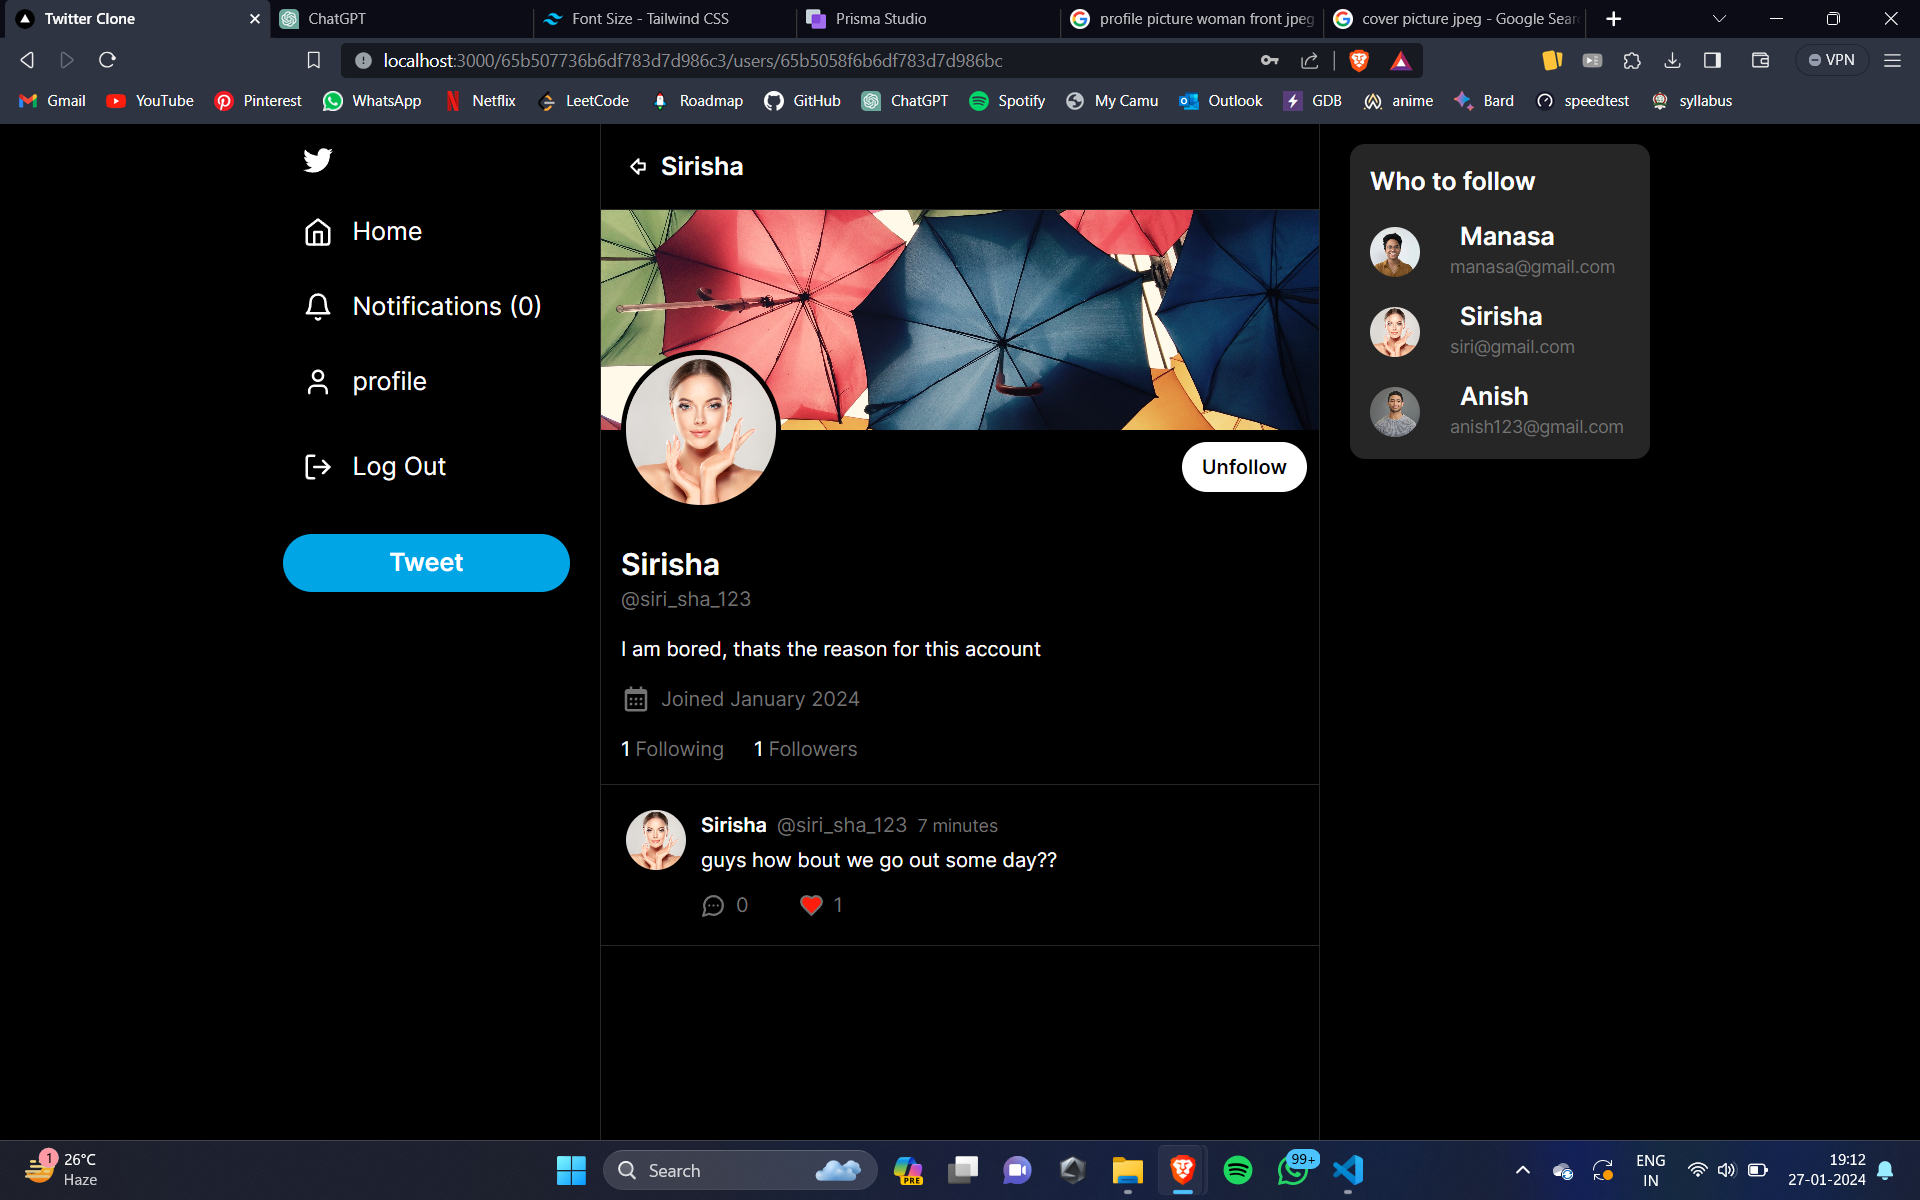 Twitter Clone
ChatGPT
Font Size - Tailwind CSS
Prisma Studio
profile picture woman front jpeg
cover picture jpeg - Google Sear
localhost:3000/65b507736b6df783d7d986c3/users/65b5058f6b6df783d7d986bc
VPN
Gmail
YouTube
Pinterest
WhatsApp
Netflix
LeetCode
Roadmap
GitHub
ChatGPT
Spotify
My Camu
Outlook
GDB
anime
Bard
speedtest
syllabus
Home
Notifications (0)
profile
Log Out
Tweet
Sirisha
Unfollow
Sirisha
@siri_sha_123
I am bored, thats the reason for this account
Joined January 2024
1 Following 1 Followers
Sirisha @siri_sha_123 7 minutes
guys how bout we go out some day??
0 1
Who to follow
Manasa
manasa@gmail.com
Sirisha
siri@gmail.com
Anish
anish123@gmail.com
1
26°C
Haze
Search
PRE
99+
ENG
IN
19:12
27-01-2024